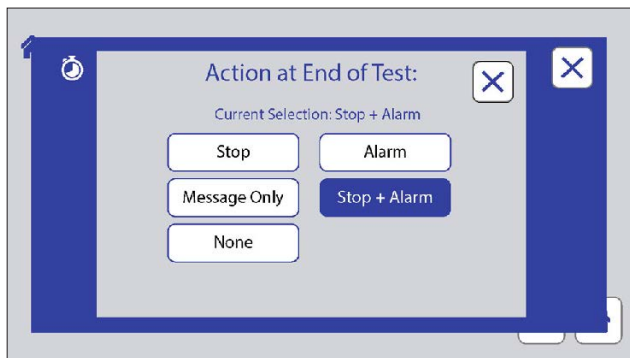 Action at End of Test:
Current Selection: Stop + Alarm
Stop
Alarm
Message Only
Stop + Alarm
None